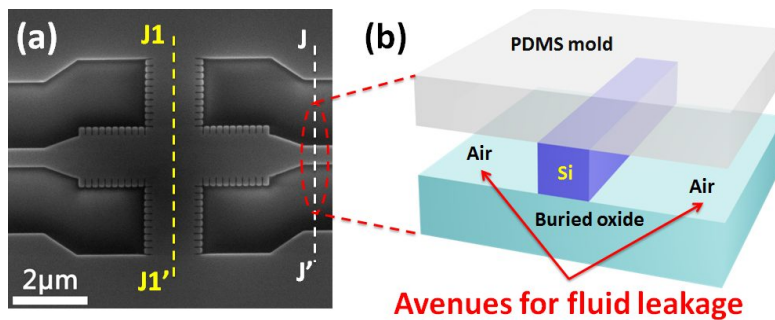 (a)
J1
J
J1'
J'
2μm
(b)
PDMS mold
Air
Si
Air
Buried oxide
Avenues for fluid leakage